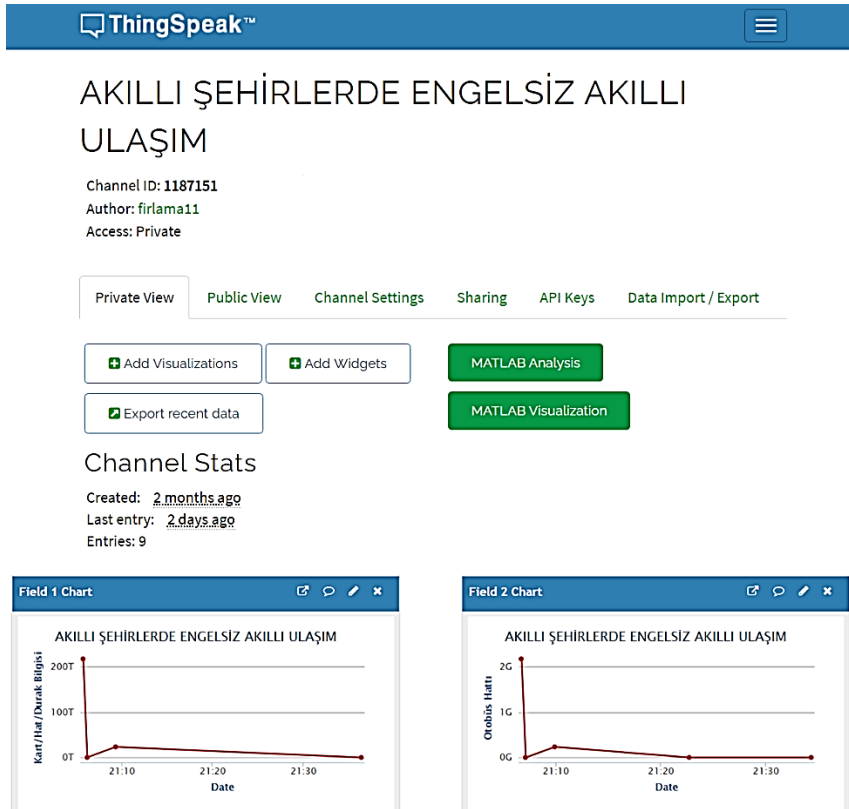 ThingSpeak™
AKILLI ŞEHİRLERDE ENGELSİZ AKILLI
ULAŞIM
Channel ID: 1187151
Author: firlama11
Access: Private
Private View Public View Channel Settings Sharing API Keys Data Import / Export
Add Visualizations Add Widgets MATLAB Analysis
Export recent data MATLAB Visualization
Channel Stats
Created: 2 months ago
Last entry: 2 days ago
Entries: 9
Field 1 Chart
AKILLI ŞEHİRLERDE ENGELSİZ AKILLI ULAŞIM
Kart/Hat/Durak Bilgisi
200T
100T
0T
21:10 21:20 21:30
Date
Field 2 Chart
AKILLI ŞEHİRLERDE ENGELSİZ AKILLI ULAŞIM
Otobüs Hattı
2G
1G
0G
21:10 21:20 21:30
Date